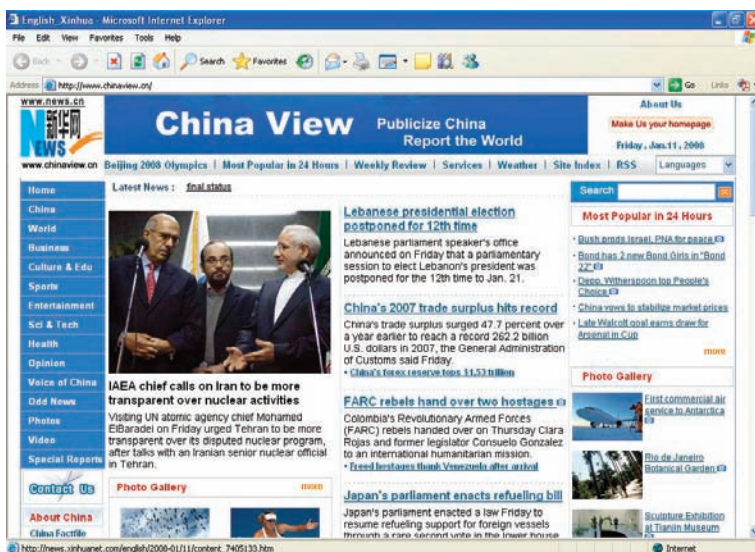 English_Xinhua - Microsoft Internet Explorer
File Edit View Favorites Tools Help
Back Search Favorites
Address http://www.chinaview.cn/ Go Links
www.news.cn
新华网
NEWS
www.chinaview.cn
China View
Publicize China
Report the World
About Us
Make Us your homepage
Friday, Jan.11, 2008
Beijing 2008 Olympics | Most Popular in 24 Hours | Weekly Review | Services | Weather | Site Index | RSS
Languages
Home
China
World
Business
Culture & Edu
Sports
Entertainment
Sci & Tech
Health
Opinion
Voice of China
Odd News
Photos
Video
Special Reports
Contact Us
About China
China Factfile
Latest News : final status
IAEA chief calls on Iran to be more
transparent over nuclear activities
Visiting UN atomic agency chief Mohamed
ElBaradei on Friday urged Tehran to be more
transparent over its disputed nuclear program,
after talks with an Iranian senior nuclear official
in Tehran.
Photo Gallery more
Lebanese presidential election
postponed for 12th time
Lebanese parliament speaker's office
announced on Friday that a parliamentary
session to elect Lebanon's president was
postponed for the 12th time to Jan. 21.
China's 2007 trade surplus hits record
China's trade surplus surged 47.7 percent over
a year earlier to reach a record 262.2 billion
U.S. dollars in 2007, the General Administration
of Customs said Friday.
• China's forex reserve tops $1.53 trillion
FARC rebels hand over two hostages
Colombia's Revolutionary Armed Forces
(FARC) rebels handed over on Thursday Clara
Rojas and former legislator Consuelo Gonzalez
to an international humanitarian mission.
• Freed hostages thank Venezuela after arrival
Japan's parliament enacts refueling bill
Japan's parliament enacted a law Friday to
resume refueling support for foreign vessels
through a rare second vote in the lower house
Search
Most Popular in 24 Hours
• Bush prods Israel, PNA for peace
• Bond has 2 new Bond Girls in "Bond
22"
• Depp, Witherspoon top People's
Choice
• China vows to stabilize market prices
• Late Walcott goal earns draw for
Arsenal in Cup
more
Photo Gallery
First commercial air
service to Antarctica
Rio de Janeiro
Botanical Garden
Sculpture Exhibition
at Tianjin Museum
http://news.xinhuanet.com/english/2008-01/11/content_7405133.htm
Internet